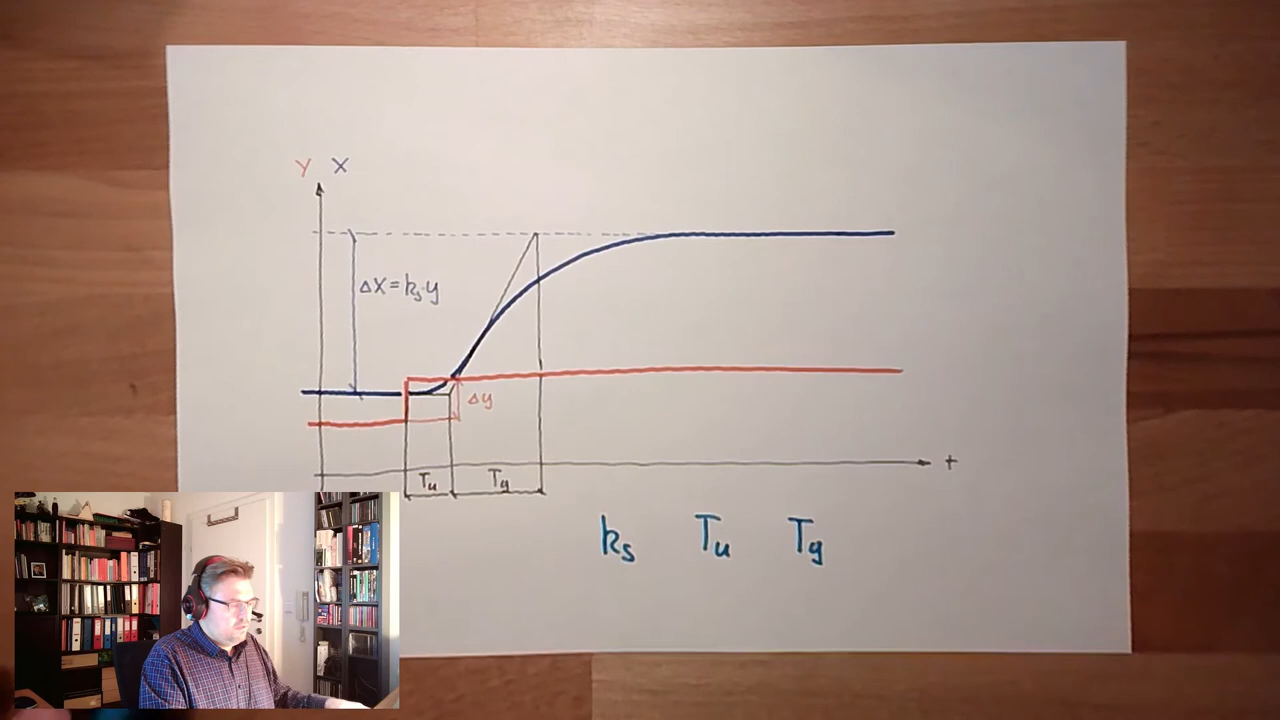 Y X
ΔX = ks·y
Δy
t
Tu Tg
ks Tu Tg